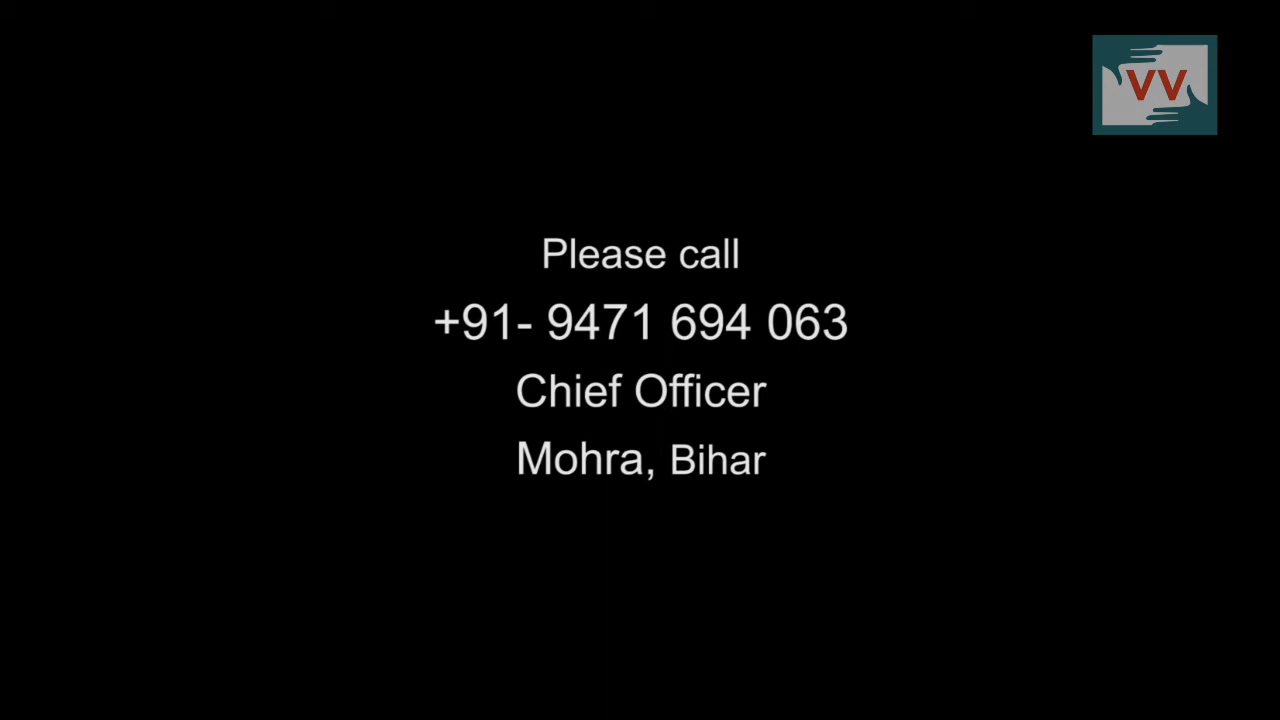 VV
Please call
+91- 9471 694 063
Chief Officer
Mohra, Bihar